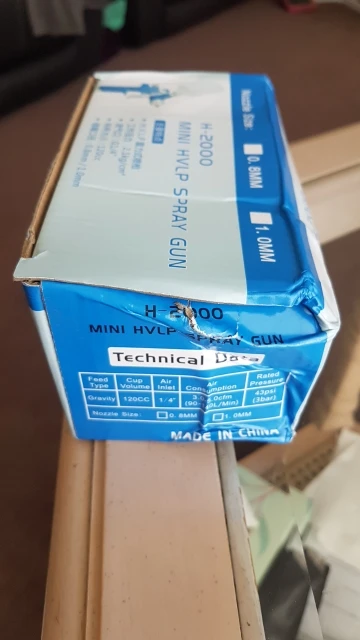 Nozzle Size:
0.8MM
1.0MM
H-2000
MINI HVLP SPRAY GUN
H-2000
MINI HVLP SPRAY GUN
Technical Data
Feed Type
Cup Volume
Air Inlet
Air Consumption
Rated Pressure
Gravity
120CC
1/4"
43psi (3bar)
Nozzle Size:
0.8MM
1.0MM
MADE IN CHINA